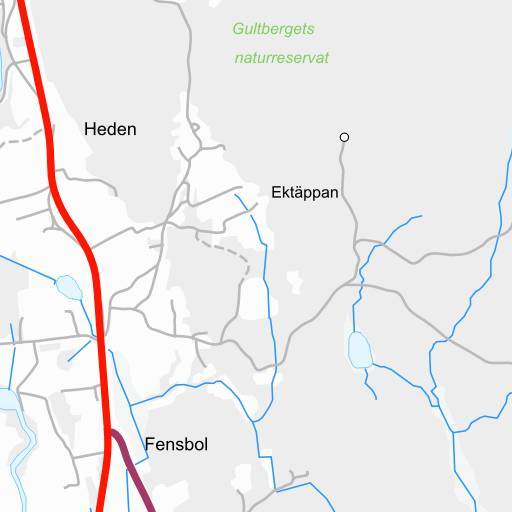 Gultbergets
naturreservat
Heden
Ektäppan
Fensbol